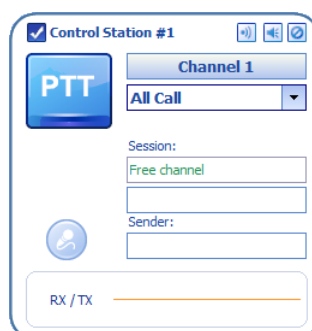 Control Station #1
PTT
Channel 1
All Call
Session:
Free channel
Sender:
RX / TX